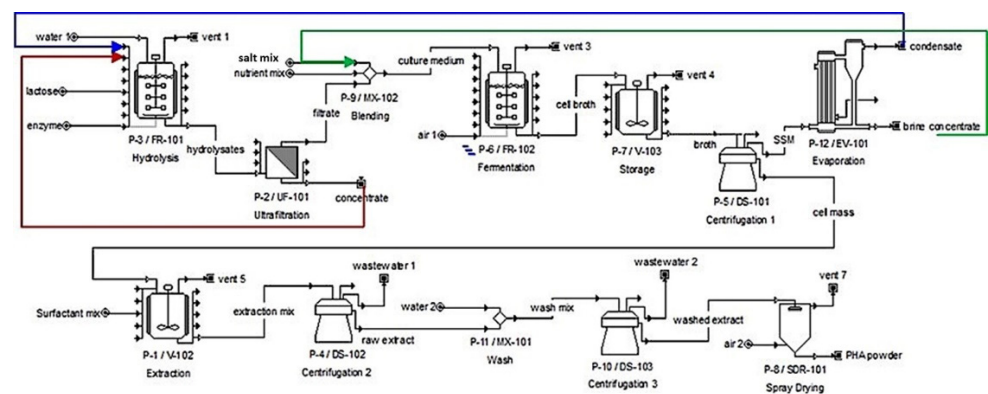 water 1
vent 1
lactose
enzyme
P-3 / FR-101
Hydrolysis
hydrolysates
P-2 / UF-101
Ultrafiltration
concentrate
filtrate
salt mix
nutrient mix
P-9 / MX-102
Blending
cuture medium
vent 3
air 1
P-6 / FR-102
Fermentation
cell broth
vent 4
P-7 / V-103
Storage
broth
P-5 / DS-101
Centrifugation 1
SSM
cell mass
condensate
brine concentrate
P-12 / EV-101
Evaporation
Surfactant mix
vent 5
P-1 / V-102
Extraction
extraction mix
wastewater 1
P-4 / DS-102
Centrifugation 2
raw extract
water 2
P-11 / MX-101
Wash
wash mix
wastewater 2
P-10 / DS-103
Centrifugation 3
washed extract
air 2
vent 7
P-8 / SDR-101
Spray Drying
PHA powder